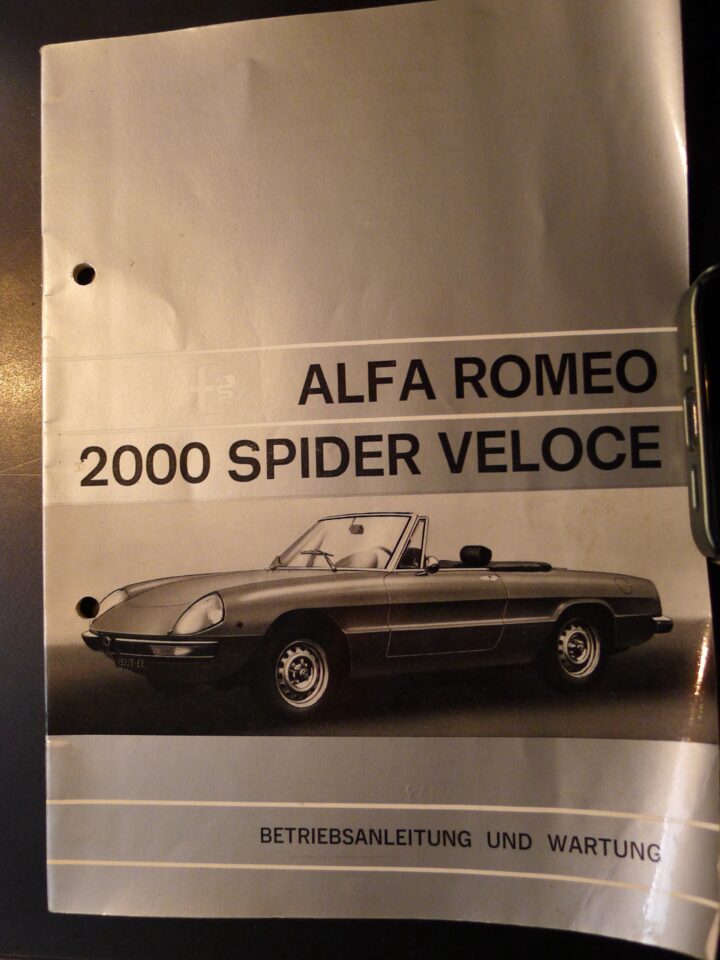 ALFA ROMEO
2000 SPIDER VELOCE
BETRIEBSANLEITUNG UND WARTUNG